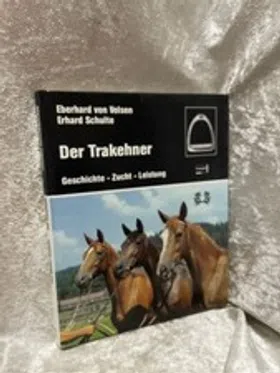 Eberhard von Velsen
Erhard Schulte
Der Trakehner
Geschichte - Zucht - Leistung